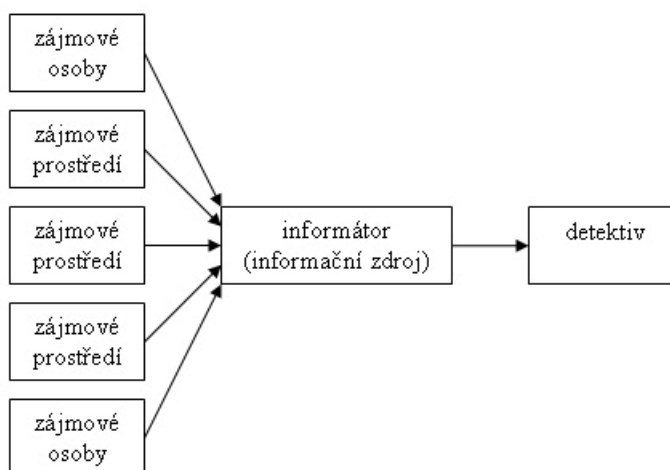 zájmové
osoby
zájmové
prostředí
zájmové
prostředí
zájmové
prostředí
zájmové
osoby
informátor
(informační zdroj)
detektiv